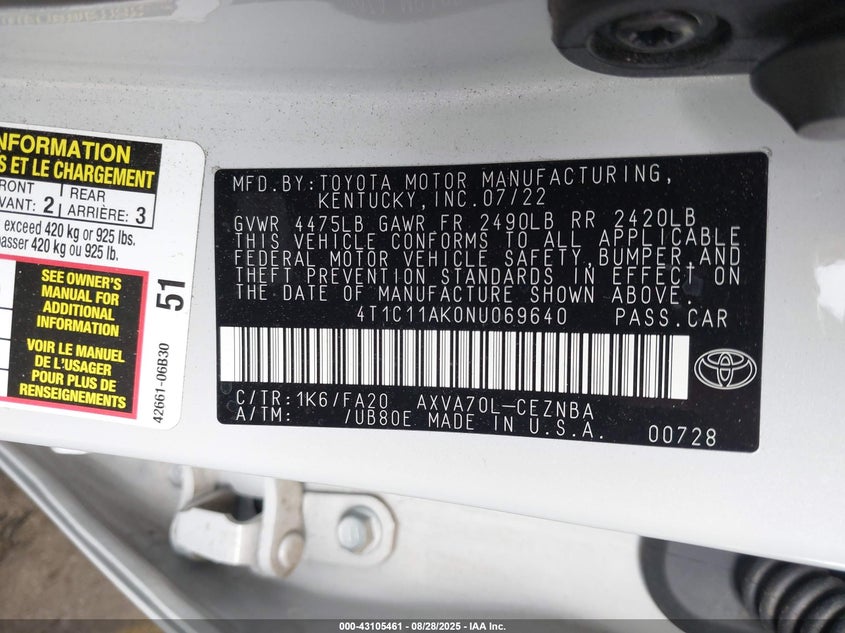 INFORMATION
S ET LE CHARGEMENT
FRONT
VANT: 2
REAR
ARRIÈRE: 3
exceed 420 kg or 925 lbs.
passer 420 kg ou 925 lb.
SEE OWNER'S
MANUAL FOR
ADDITIONAL
INFORMATION
VOIR LE MANUEL
DE L'USAGER
POUR PLUS DE
RENSEIGNEMENTS
51
42661-06B30
MFD.BY:TOYOTA MOTOR MANUFACTURING,
KENTUCKY, INC.07/22
GVWR 4475LB GAWR FR 2490LB RR 2420LB
THIS VEHICLE CONFORMS TO ALL APPLICABLE
FEDERAL MOTOR VEHICLE SAFETY,BUMPER,AND
THEFT PREVENTION STANDARDS IN EFFECT ON
THE DATE OF MANUFACTURE SHOWN ABOVE.
4T1C11AK0NU069640 PASS.CAR
C/TR:1K6/FA20 AXVA70L-CEZNBA
A/TM: /UB80E MADE IN U.S.A. 00728
000-43105461 - 08/28/2025 - IAA Inc.